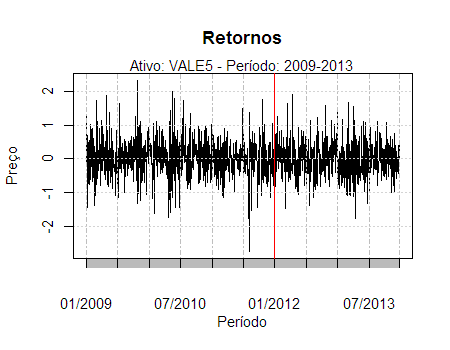 Retornos
Ativo: VALE5 - Período: 2009-2013
Preço
2
1
0
-1
-2
01/2009 07/2010 01/2012 07/2013
Período